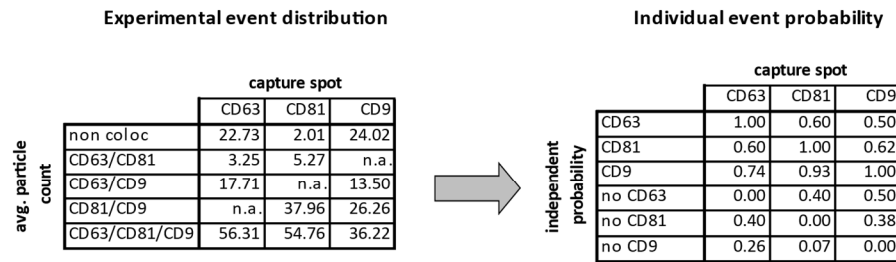 Experimental event distribution
Individual event probability
capture spot
CD63 CD81 CD9
avg. particle count
non coloc 22.73 2.01 24.02
CD63/CD81 3.25 5.27 n.a.
CD63/CD9 17.71 n.a. 13.50
CD81/CD9 n.a. 37.96 26.26
CD63/CD81/CD9 56.31 54.76 36.22
capture spot
CD63 CD81 CD9
independent probability
CD63 1.00 0.60 0.50
CD81 0.60 1.00 0.62
CD9 0.74 0.93 1.00
no CD63 0.00 0.40 0.50
no CD81 0.40 0.00 0.38
no CD9 0.26 0.07 0.00